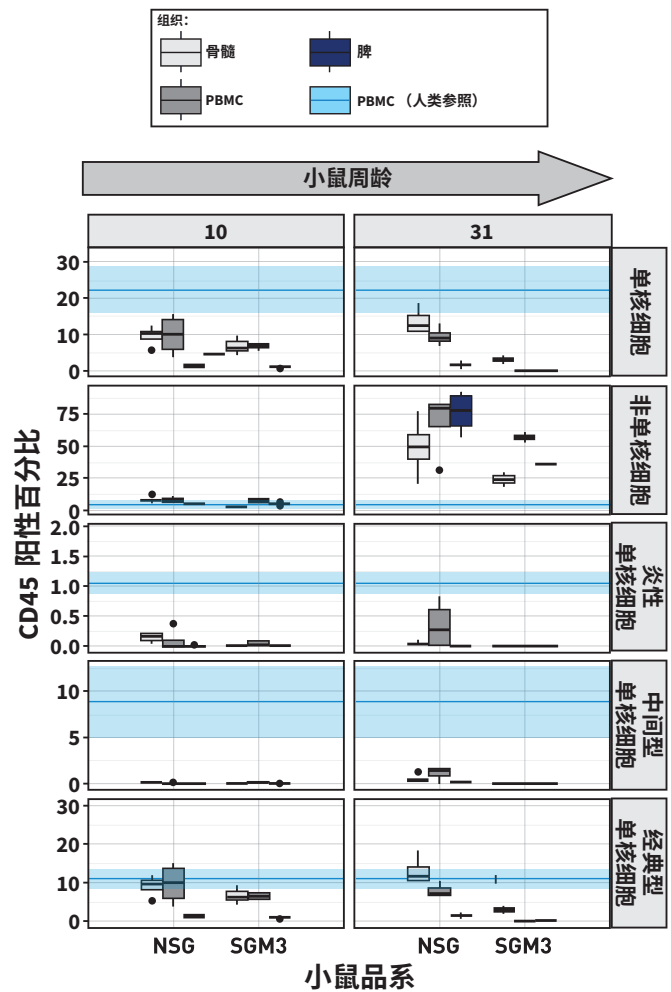 组织：
骨髓
脾
PBMC
PBMC（人类参照）
小鼠周龄
10
31
30
20
10
0
单核细胞
75
50
25
0
非单核细胞
2.0
1.5
1.0
0.5
0.0
炎性
单核细胞
10
5
0
中间型
单核细胞
30
20
10
0
经典型
单核细胞
CD45 阳性百分比
NSG
SGM3
NSG
SGM3
小鼠品系